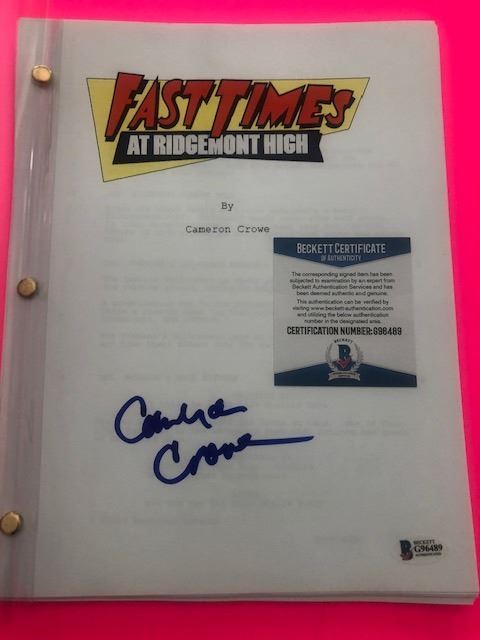 FAST TIMES
AT RIDGEMONT HIGH
By
Cameron Crowe
BECKETT CERTIFICATE
OF AUTHENTICITY
The corresponding signed item has been
subjected to examination by an expert from
Beckett Authentication Services and has
been deemed authentic and genuine.
This authentication can be verified by
visiting www.beckett-authentication.com
and utilizing the below authentication
number in the designated area.
CERTIFICATION NUMBER:G96489
BECKETT
B
Cameron
Crowe
BECKETT
G96489